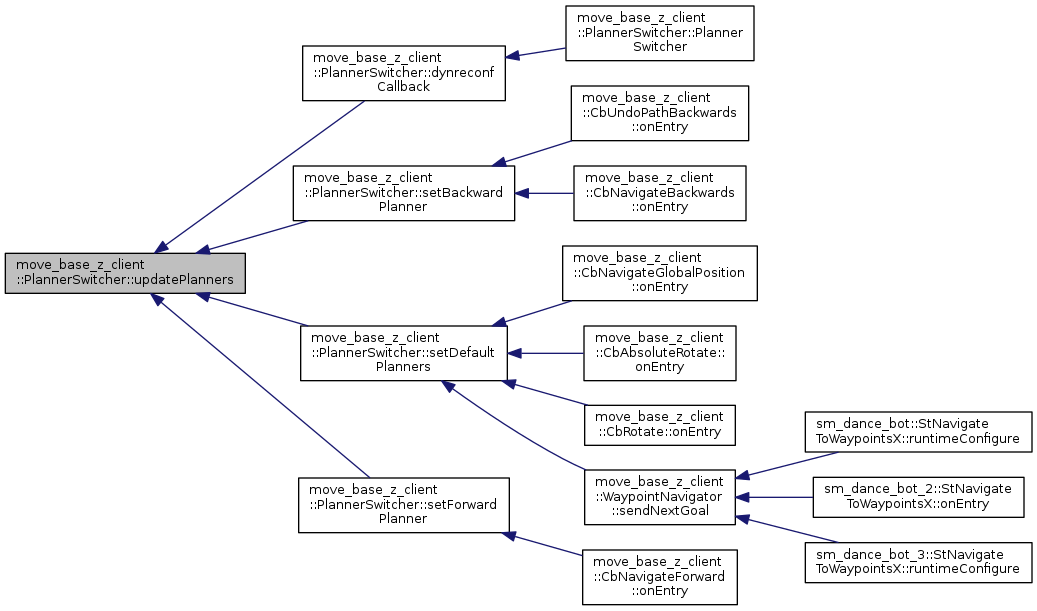 move_base_z_client
::PlannerSwitcher::updatePlanners
move_base_z_client
::PlannerSwitcher::dynreconf
Callback
move_base_z_client
::PlannerSwitcher::Planner
Switcher
move_base_z_client
::PlannerSwitcher::setBackward
Planner
move_base_z_client
::CbUndoPathBackwards
::onEntry
move_base_z_client
::CbNavigateBackwards
::onEntry
move_base_z_client
::PlannerSwitcher::setDefault
Planners
move_base_z_client
::CbNavigateGlobalPosition
::onEntry
move_base_z_client
::CbAbsoluteRotate::
onEntry
move_base_z_client
::CbRotate::onEntry
move_base_z_client
::WaypointNavigator
::sendNextGoal
sm_dance_bot::StNavigate
ToWaypointsX::runtimeConfigure
sm_dance_bot_2::StNavigate
ToWaypointsX::onEntry
sm_dance_bot_3::StNavigate
ToWaypointsX::runtimeConfigure
move_base_z_client
::PlannerSwitcher::setForward
Planner
move_base_z_client
::CbNavigateForward
::onEntry